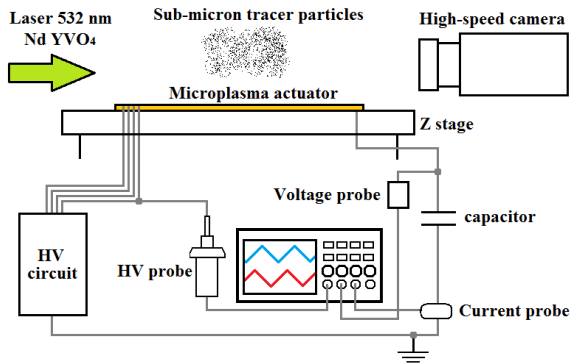 Laser 532 nm
Nd YVO₄
Sub-micron tracer particles
High-speed camera
Microplasma actuator
Z stage
Voltage probe
capacitor
HV
circuit
HV probe
Current probe